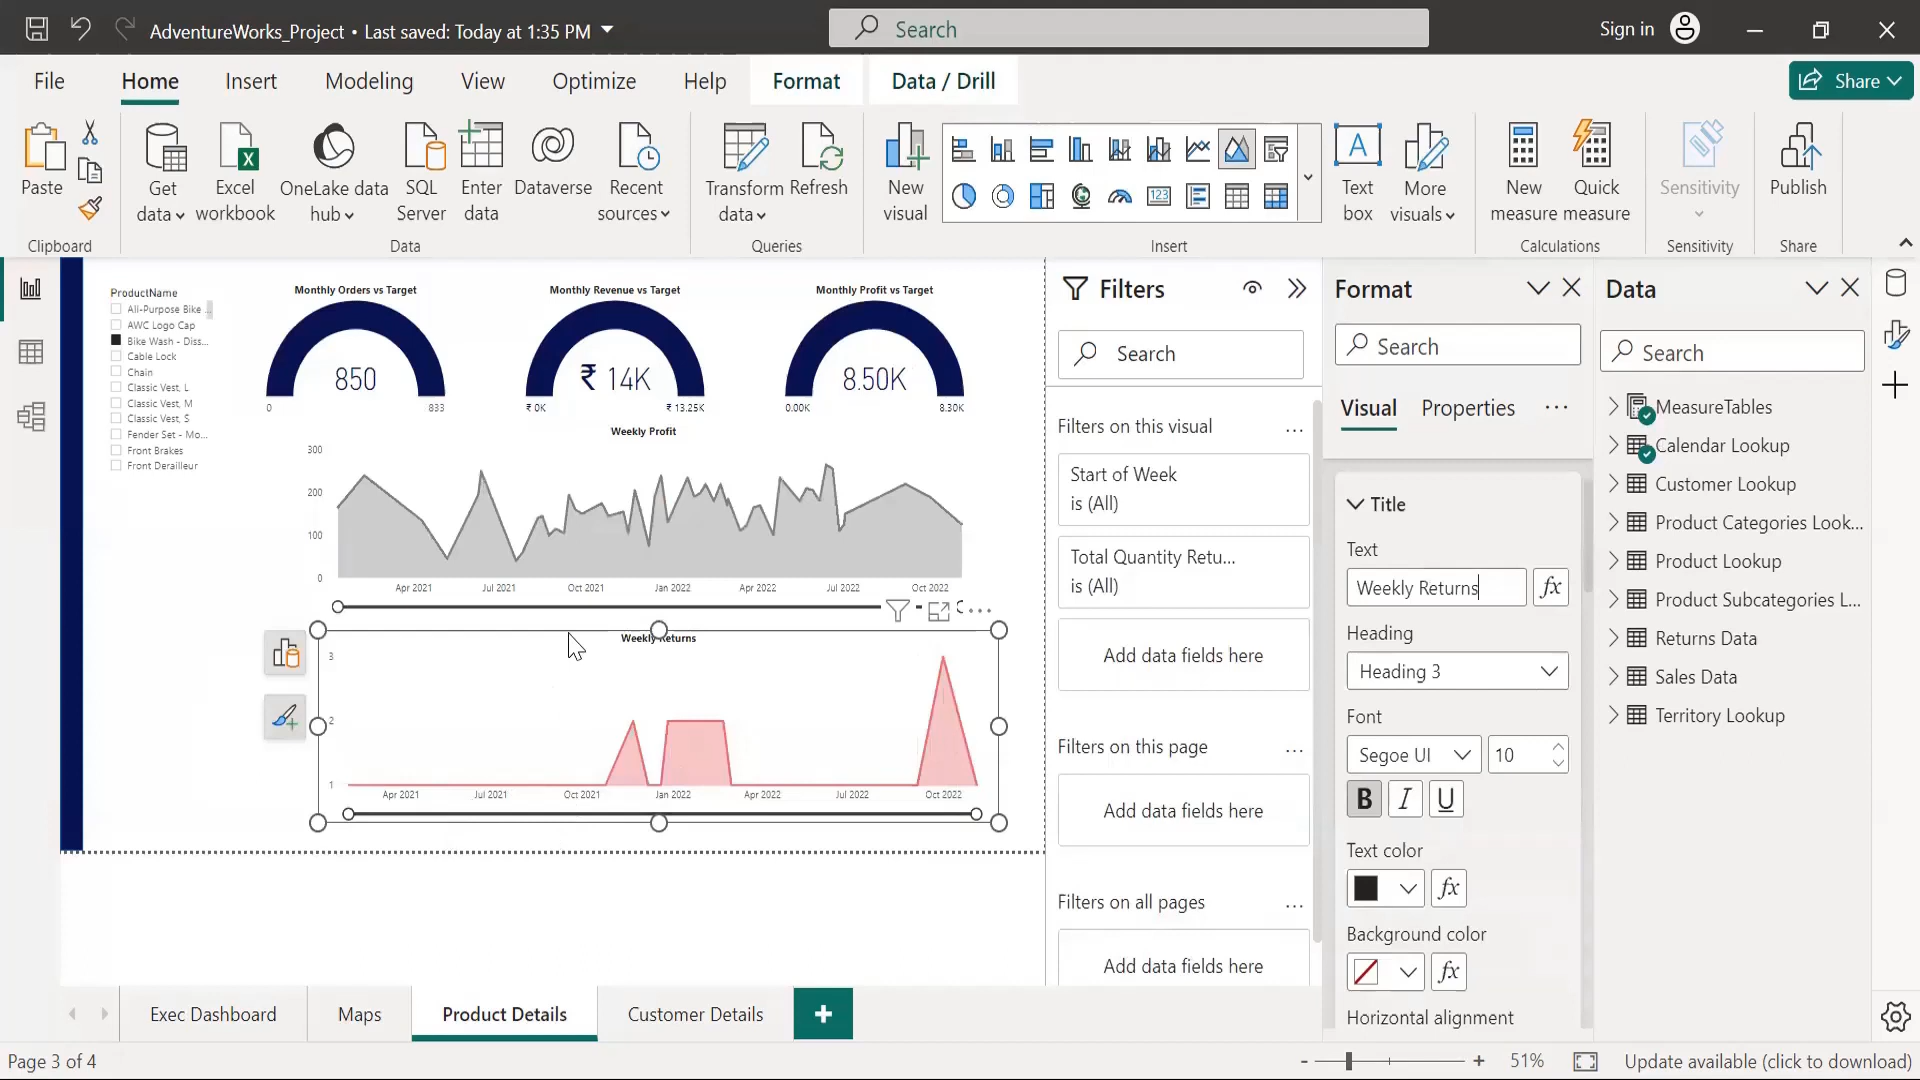 AdventureWorks_Project • Last saved: Today at 1:35 PM
Search
Sign in
File
Home
Insert
Modeling
View
Optimize
Help
Format
Data / Drill
Share
Paste
Get data
Excel workbook
OneLake data hub
SQL Server
Enter data
Dataverse
Recent sources
Transform data
Refresh
New visual
123
A
Text box
More visuals
New measure
Quick measure
Sensitivity
Publish
Clipboard
Data
Queries
Insert
Calculations
Sensitivity
Share
ProductName
All-Purpose Bike ...
AWC Logo Cap
Bike Wash - Diss...
Cable Lock
Chain
Classic Vest, L
Classic Vest, M
Classic Vest, S
Fender Set - Mo...
Front Brakes
Front Derailleur
Monthly Orders vs Target
850
0
833
Monthly Revenue vs Target
₹ 14K
₹ 0K
₹ 13.25K
Monthly Profit vs Target
8.50K
0.00K
8.30K
Weekly Profit
300
200
100
0
Apr 2021
Jul 2021
Oct 2021
Jan 2022
Apr 2022
Jul 2022
Oct 2022
Weekly Returns
3
2
1
Apr 2021
Jul 2021
Oct 2021
Jan 2022
Apr 2022
Jul 2022
Oct 2022
Filters
Search
Filters on this visual
...
Start of Week
is (All)
Total Quantity Retu...
is (All)
Add data fields here
Filters on this page
...
Add data fields here
Filters on all pages
...
Add data fields here
Format
Search
Visual
Properties
...
Title
Text
Weekly Returns
fx
Heading
Heading 3
Font
Segoe UI
10
B
I
U
Text color
fx
Background color
fx
Horizontal alignment
Data
Search
MeasureTables
Calendar Lookup
Customer Lookup
Product Categories Look...
Product Lookup
Product Subcategories L...
Returns Data
Sales Data
Territory Lookup
Exec Dashboard
Maps
Product Details
Customer Details
+
Page 3 of 4
-
+
51%
Update available (click to download)